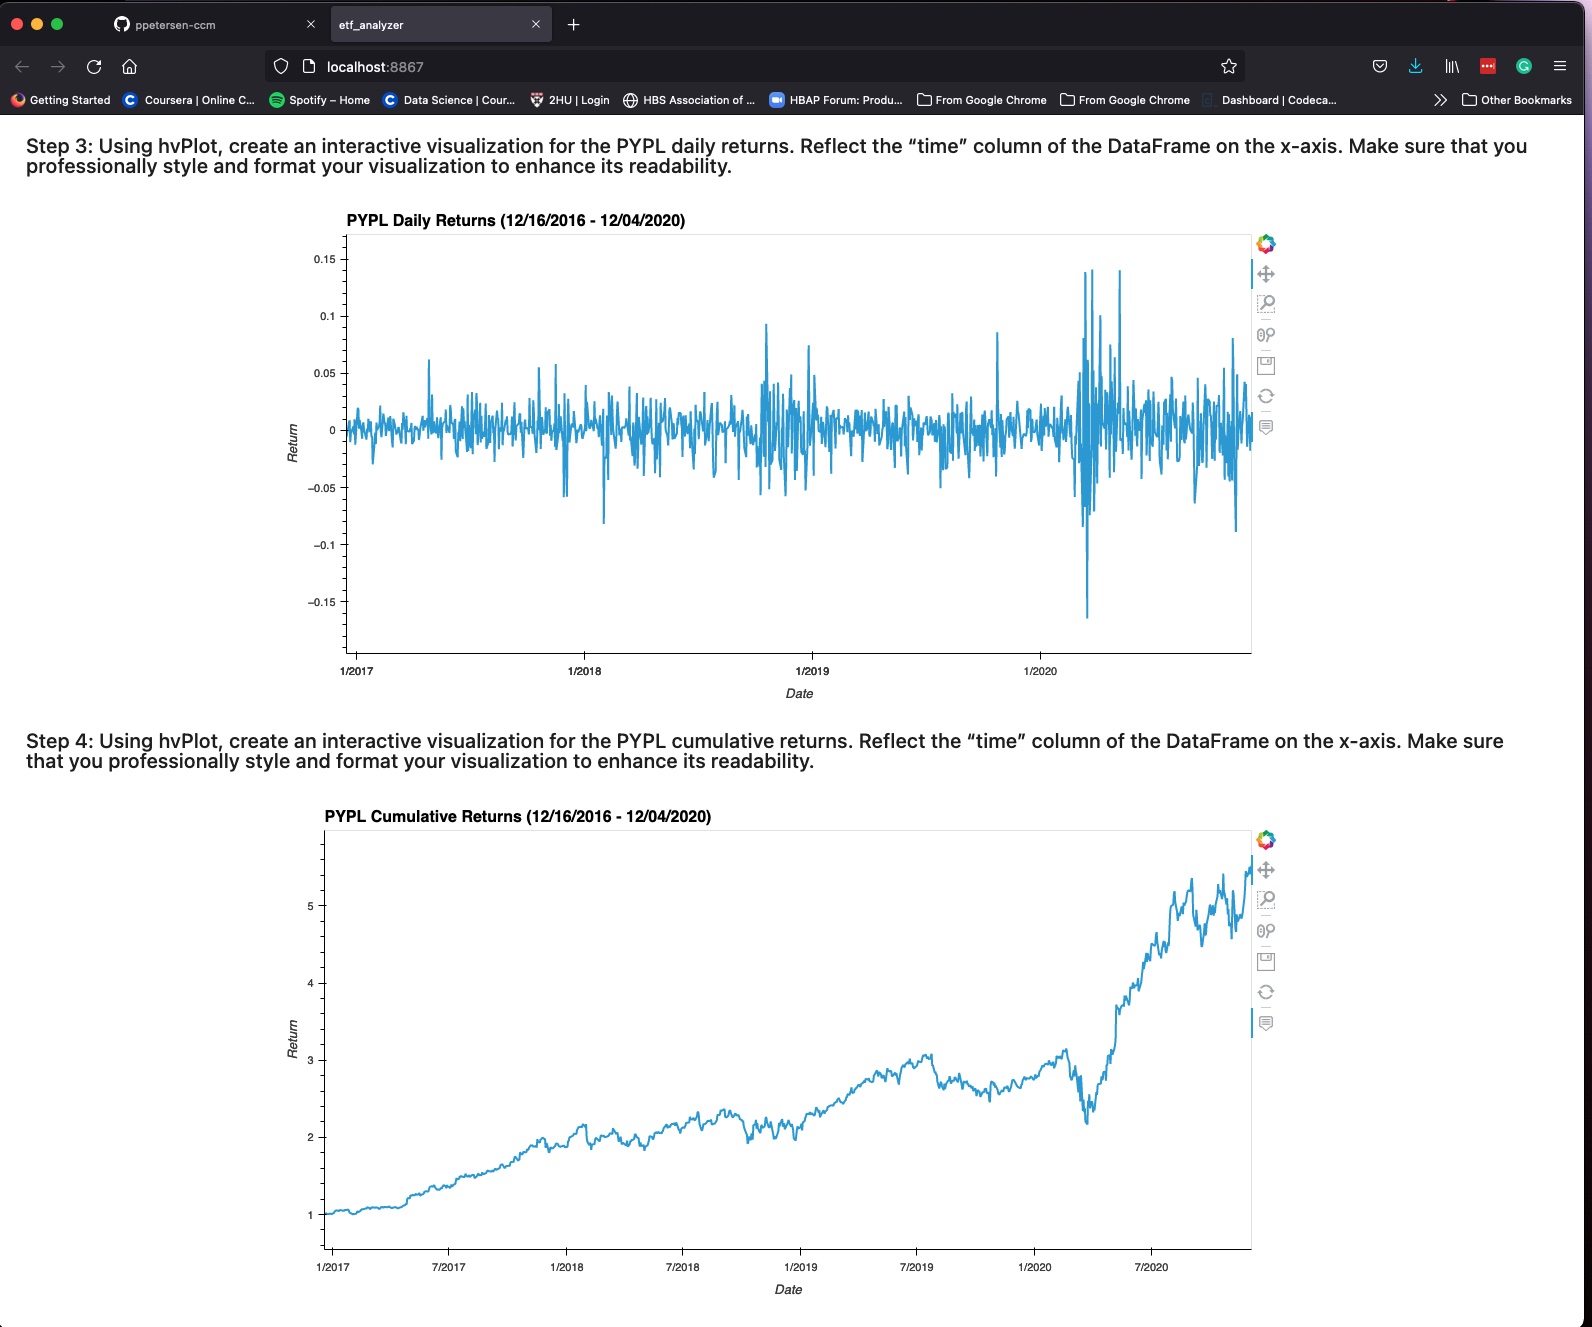 ppetersen-ccm
etf_analyzer
localhost:8867
Getting Started
Coursera | Online C...
Spotify – Home
Data Science | Cour...
2HU | Login
HBS Association of ...
HBAP Forum: Produ...
From Google Chrome
From Google Chrome
Dashboard | Codeca...
Other Bookmarks
Step 3: Using hvPlot, create an interactive visualization for the PYPL daily returns. Reflect the “time” column of the DataFrame on the x-axis. Make sure that you
professionally style and format your visualization to enhance its readability.
PYPL Daily Returns (12/16/2016 - 12/04/2020)
0.15
0.1
0.05
0
−0.05
−0.1
−0.15
Return
1/2017 1/2018 1/2019 1/2020
Date
Step 4: Using hvPlot, create an interactive visualization for the PYPL cumulative returns. Reflect the “time” column of the DataFrame on the x-axis. Make sure
that you professionally style and format your visualization to enhance its readability.
PYPL Cumulative Returns (12/16/2016 - 12/04/2020)
5
4
3
2
1
Return
1/2017 7/2017 1/2018 7/2018 1/2019 7/2019 1/2020 7/2020
Date